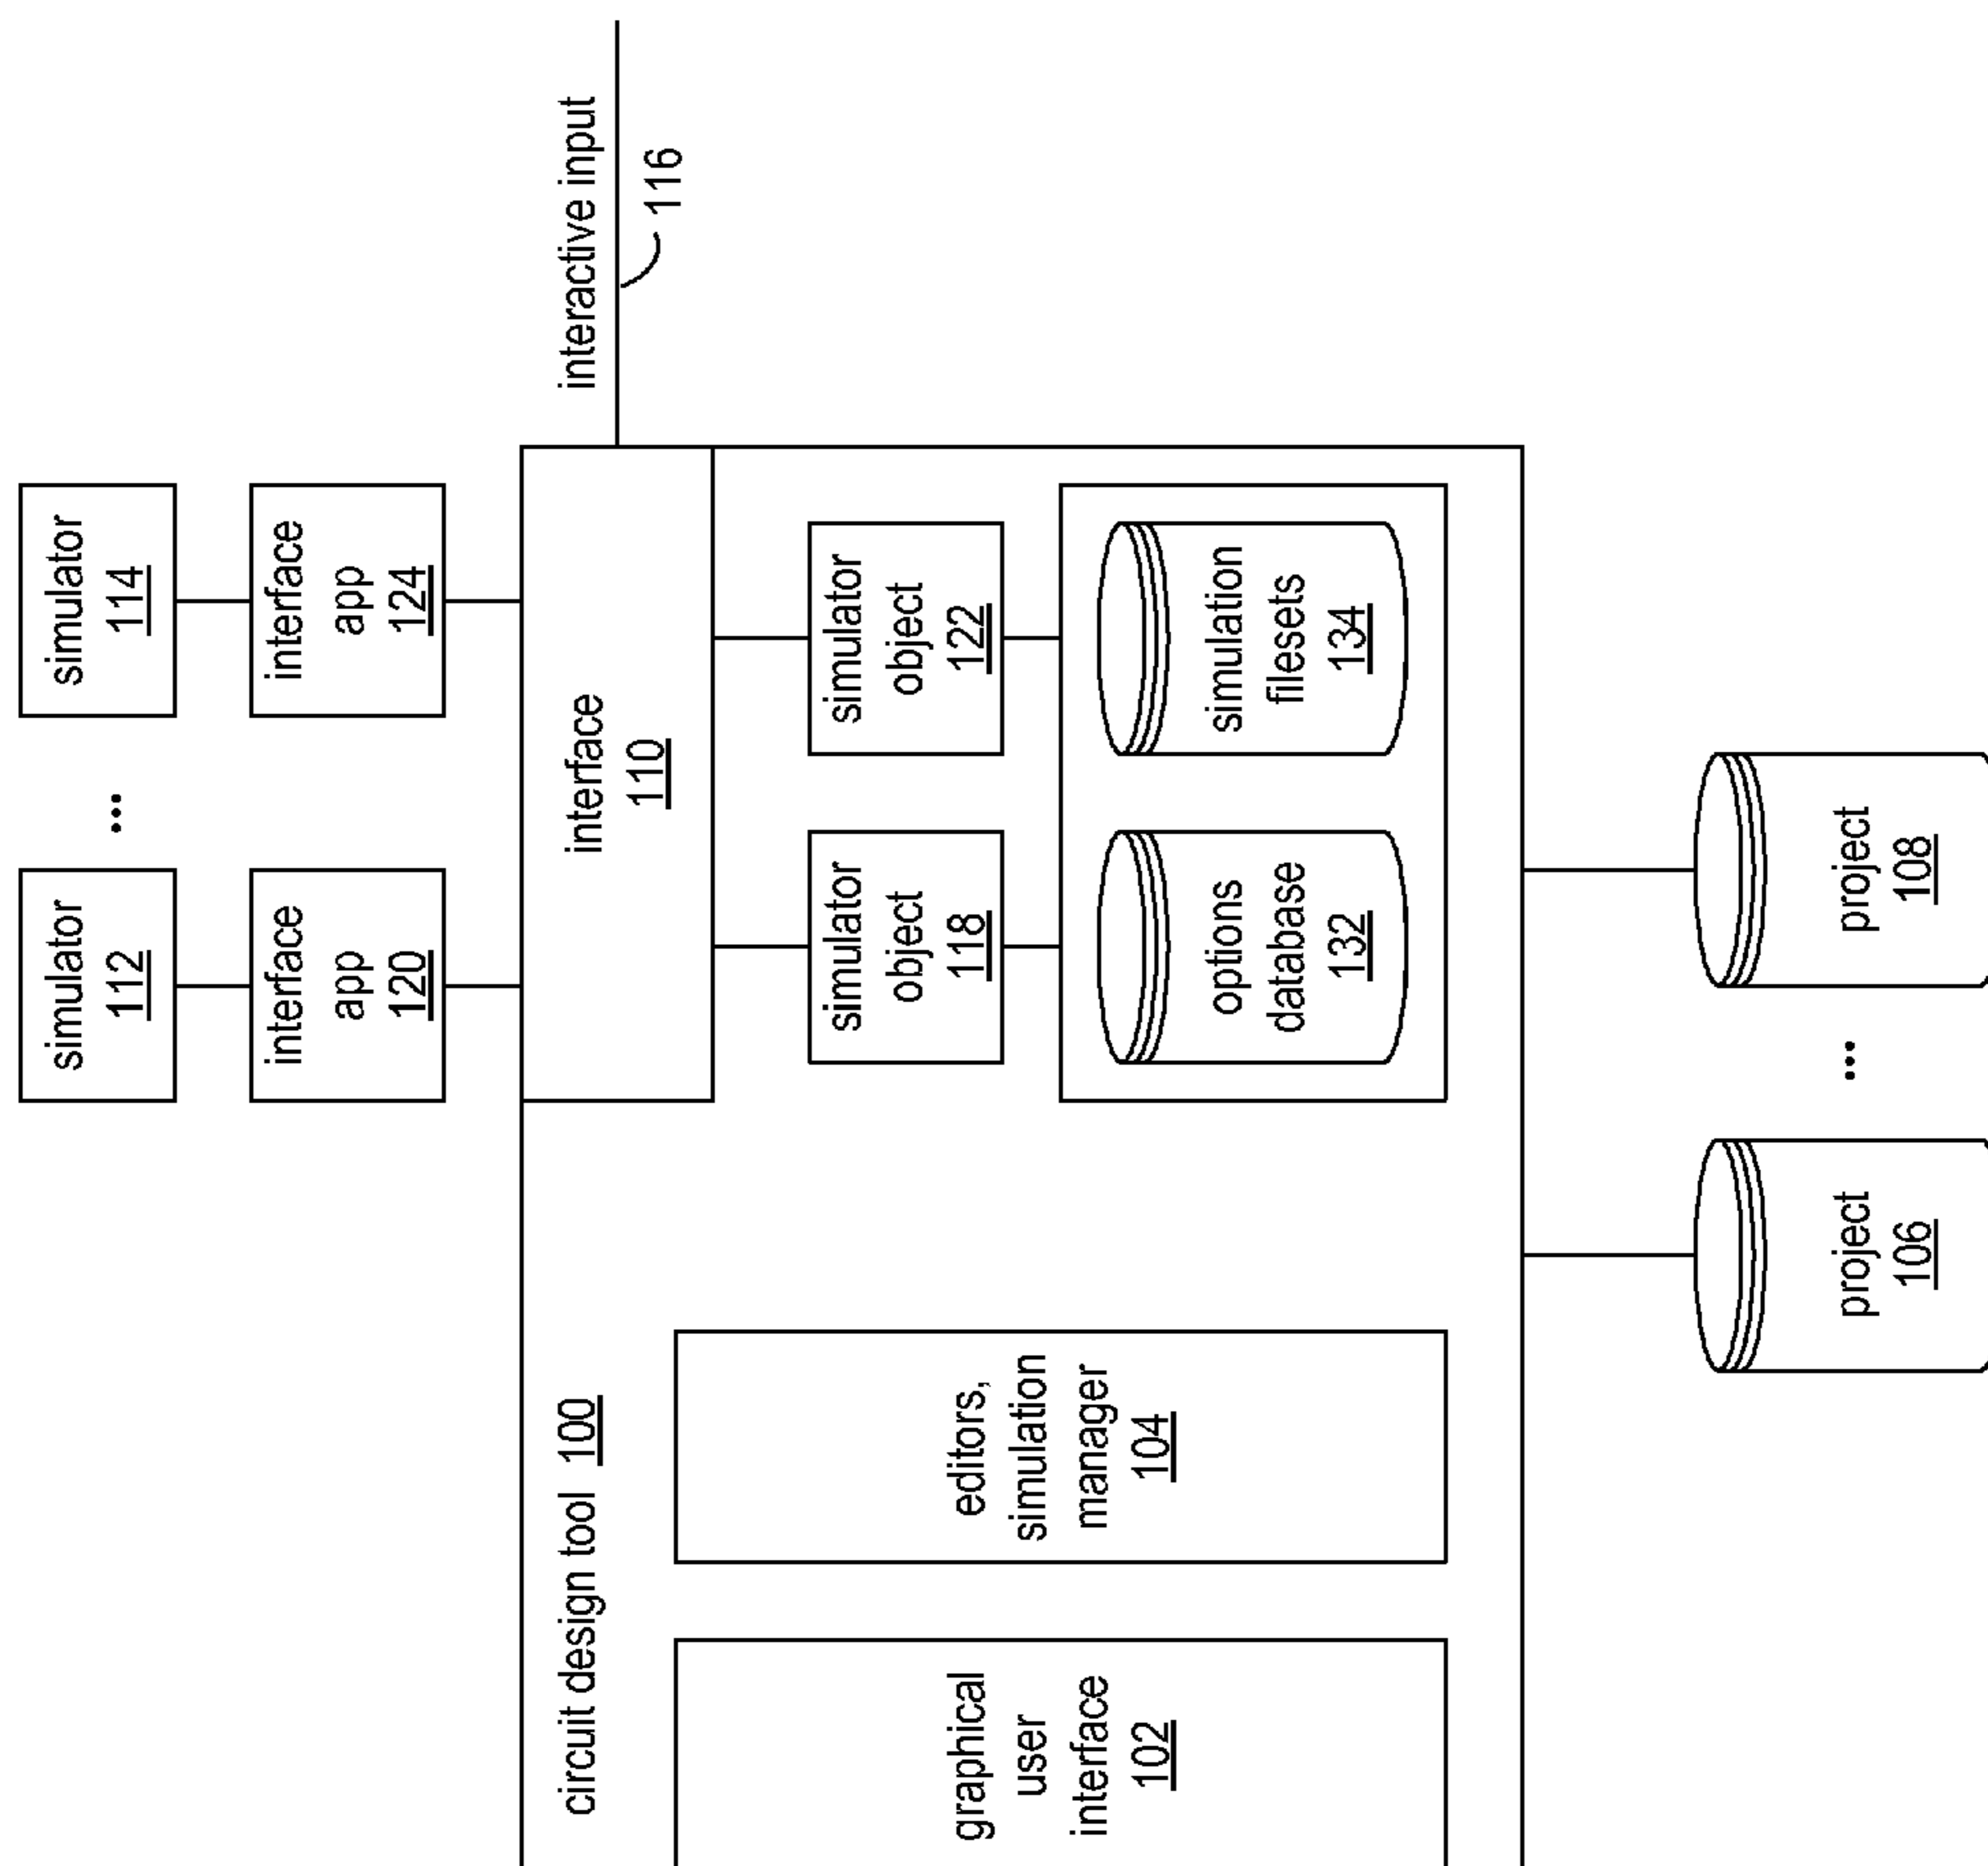 simulator
112
...
simulator
114
interface
app
120
interface
app
124
circuit design tool 100
interface
110
interactive input
116
graphical
user
interface
102
editors,
simulation
manager
104
simulator
object
118
simulator
object
122
options
database
132
simulation
filesets
134
project
106
...
project
108